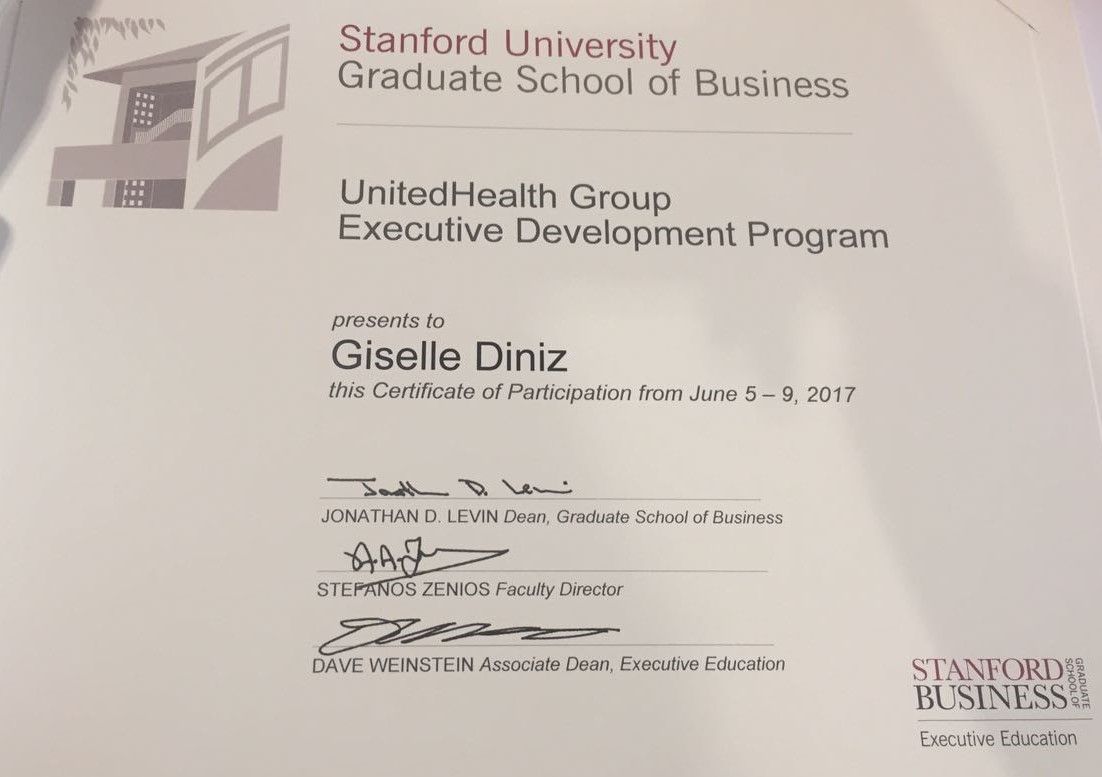 Stanford University
Graduate School of Business
UnitedHealth Group
Executive Development Program
presents to
Giselle Diniz
this Certificate of Participation from June 5 – 9, 2017
Jonathan D. Levin
JONATHAN D. LEVIN Dean, Graduate School of Business
STEFANOS ZENIOS Faculty Director
DAVE WEINSTEIN Associate Dean, Executive Education
STANFORD
BUSINESS
GRADUATE
SCHOOL OF
Executive Education